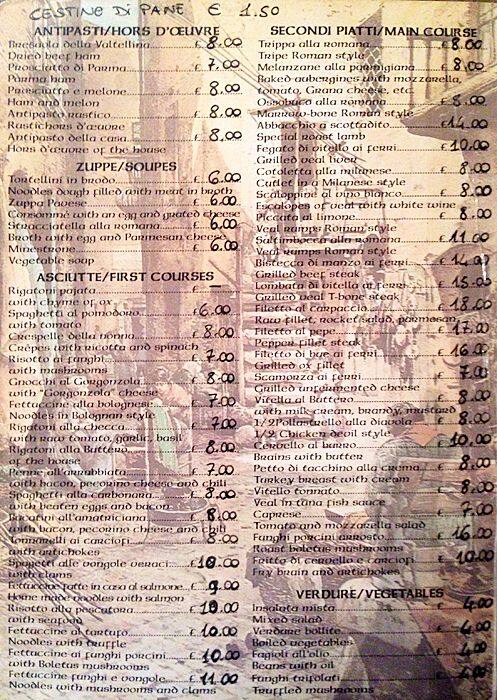 CESTINO DI PANE € 1.50
ANTIPASTI/HORS D'ŒUVRE
Bresaola della Valtellina £ 8.00
Dried beef ham
Prosciutto di Parma £ 7.00
Parma ham
Prosciutto e melone £ 8.00
Ham and melon
Antipasto rustico £ 8.00
Rustichors d'œuvre
Antipasto della casa £ 8.00
Hors d'œuvre of the house
ZUPPE/SOUPES
Tortellini in brodo £ 6.00
Noodles dough filled with meat in broth
Zuppa Pavese 6.00
Consommè with an egg and grated cheese
Stracciatella alla romana £ 6.00
Broth with egg and Parmesan cheese
Minestrone 6.00
Vegetable soup
ASCIUTTE/FIRST COURSES
Rigatoni pajata £ –
with chyme of ox
Spaghetti al pomodoro £ 6.00
with tomato
Crespelle della nonna £ 8.00
Crêpes with ricotta and spinach
Risotto ai funghi £ 7.00
with mushrooms
Gnocchi al Gorgonzola £ 8.00
with "Gorgondola" cheese
Fettuccine alla bolognese £ 7.00
Noodles in Bolognan style
Rigatoni alla checca £ 7.00
with raw tomato, garlic, basil
Rigatoni alla Buttera £ 8.00
of the house
Penne all'arrabbiata £ 7.00
with bacon, pecorino cheese and chili
Spaghetti alla carbonara £ 8.00
with beaten eggs and bacon
Bucatini all'amatriciana £ 8.00
with bacon, pecorino cheese and chili
Tonnarelli ai carciofi £ 8.00
with artichokes
Spagetti alle vongole veraci £ 10.00
with clams
Fettuccine fatte in casa al salmone £ 9.00
Home made noodles with salmon
Risotto alla pescatora £ 10.00
with seafood
Fettuccine al tartufo £ 10.00
Noodles with truffle
Fettuccine ai funghi porcini £ 10.00
with Boletus mushrooms
Fettuccine funghi e vongole £ 11.00
Noodles with mushrooms and clams
SECONDI PIATTI/MAIN COURSE
Trippa alla romana £ 8.00
Tripe Roman style
Melanzane alla parmigiana £ 8.00
Baked aubergines with mozzarella,
tomato, Grana cheese, etc.
Ossobuco alla romana £ 8.00
Marrow-bone Roman style
Abbacchio a scottadito £ 14.00
Special roast lamb
Fegato di vitello ai ferri £ 10.00
Grilled veal liver
Cotoletta alla milanese £ 8.00
Cutlet in a Milanese style
Scaloppine al vino bianco £ 8.00
Escalopes of veal with white wine
Piccata al limone £ 8.00
Veal rumps Roman style
Saltimbocca alla romana £ 11.00
Veal rumps Roman style
Bistecca di manzo ai ferri £
Grilled beef steak
Lombata di vitella ai ferri £ 15.00
Grilled veal T-bone steak
Filetto al carpaccio £ 18.00
Raw fillet, rocket salad, parmesan
Filetto al pepe £ 17.00
Pepper fillet steak
Filetto di bue ai ferri £ 16.00
Grilled ox fillet
Scamorza ai ferri £ 7.00
Grilled unfermented cheese
Vitella al Buttero £ 8.00
with milk cream, brandy, mustard
1/2 Pollastrello alla diavola £ 8.00
1/2 Chicken devil style
Cervello al burro £ 10.00
Brains with butter
Petto di tacchino alla crema £ 8.00
Turkey breast with cream
Vitello tonnato £ 8.00
Veal in tuna fish sauce
Caprese £ 7.00
Tomato and mozzarella salad
Funghi porcini arrosto £ 16.00
Roast boletus mushrooms
Fritto di cervello e carciofi £ 10.00
Fry brain and artichokes
VERDURE/VEGETABLES
Insalata mista £ 4.00
Mixed salad
Verdure bollite £ 4.00
Boiled vegetables
Fagioli all'olio £ 4.00
Beans with oil
Funghi trifolati £ 4.00
Truffled mushrooms